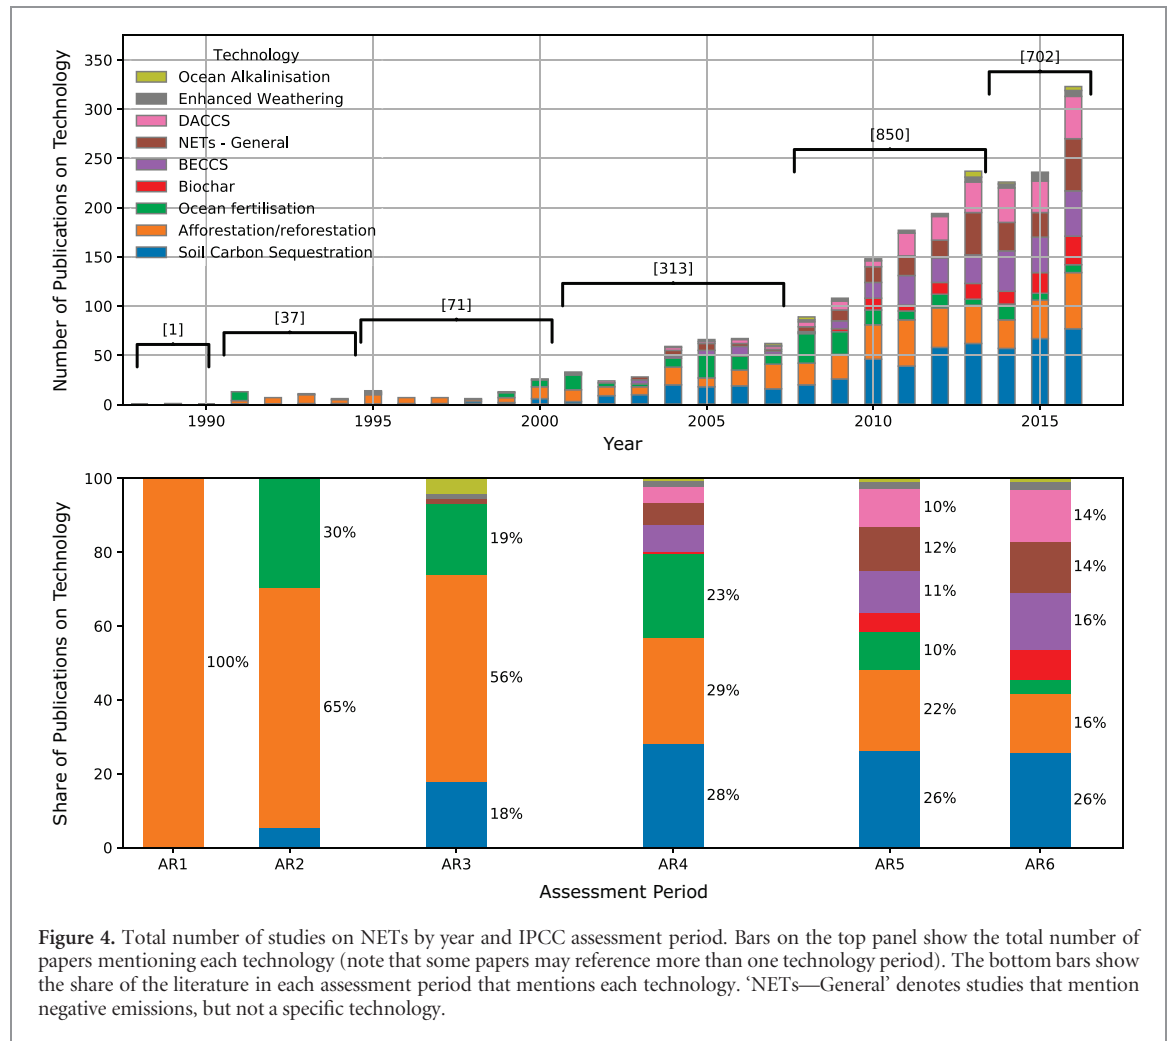 Number of Publications on Technology
350
300
250
200
150
100
50
0
Technology
Ocean Alkalinisation
Enhanced Weathering
DACCS
NETs - General
BECCS
Biochar
Ocean fertilisation
Afforestation/reforestation
Soil Carbon Sequestration
[1]
[37]
[71]
[313]
[850]
[702]
1990
1995
2000
2005
2010
2015
Year
Share of Publications on Technology
100
80
60
40
20
0
100%
30%
65%
19%
56%
18%
23%
29%
28%
10%
12%
11%
10%
22%
26%
14%
14%
16%
16%
26%
AR1
AR2
AR3
AR4
AR5
AR6
Assessment Period
Figure 4. Total number of studies on NETs by year and IPCC assessment period. Bars on the top panel show the total number of
papers mentioning each technology (note that some papers may reference more than one technology period). The bottom bars show
the share of the literature in each assessment period that mentions each technology. ‘NETs—General’ denotes studies that mention
negative emissions, but not a specific technology.